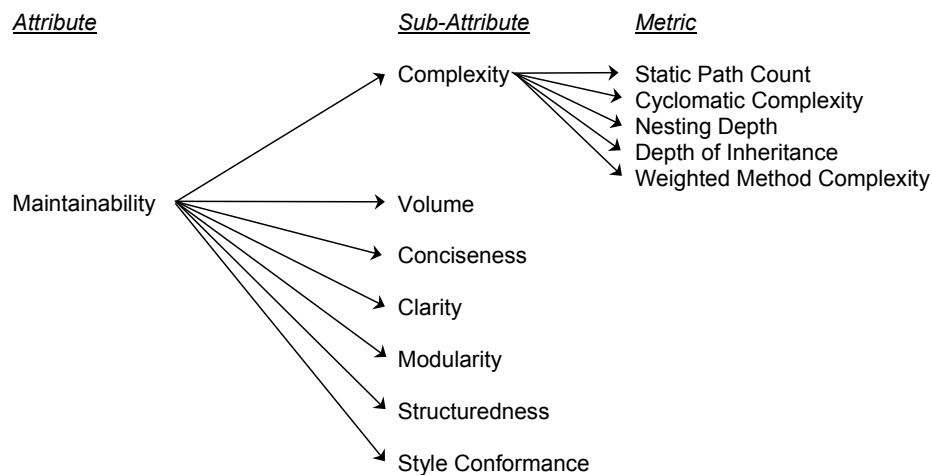 Attribute Sub-Attribute Metric
Complexity Static Path Count
Cyclomatic Complexity
Nesting Depth
Depth of Inheritance
Weighted Method Complexity
Maintainability Volume
Conciseness
Clarity
Modularity
Structuredness
Style Conformance